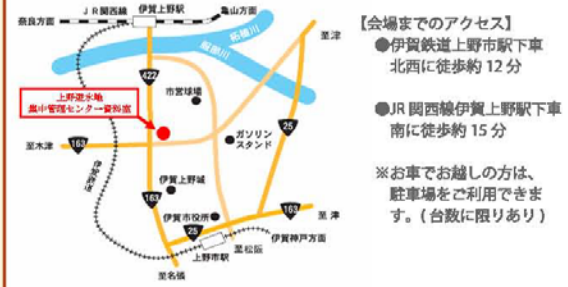 JR関西線
伊賀上野駅
奈良方面
亀山方面
柘植川
服部川
至津
422
市営球場
上野遊水地
集中管理センター資料室
25
ガソリン
スタンド
至木津
163
伊賀鉄道
伊賀上野城
163
伊賀市役所
163
至 津
25
伊賀神戸方面
上野市駅
至松阪
至名張
【会場までのアクセス】
●伊賀鉄道上野市駅下車
北西に徒歩約 12 分
●JR 関西線伊賀上野駅下車
南に徒歩約 15 分
※お車でお越しの方は、
駐車場をご利用できま
す。( 台数に限りあり )